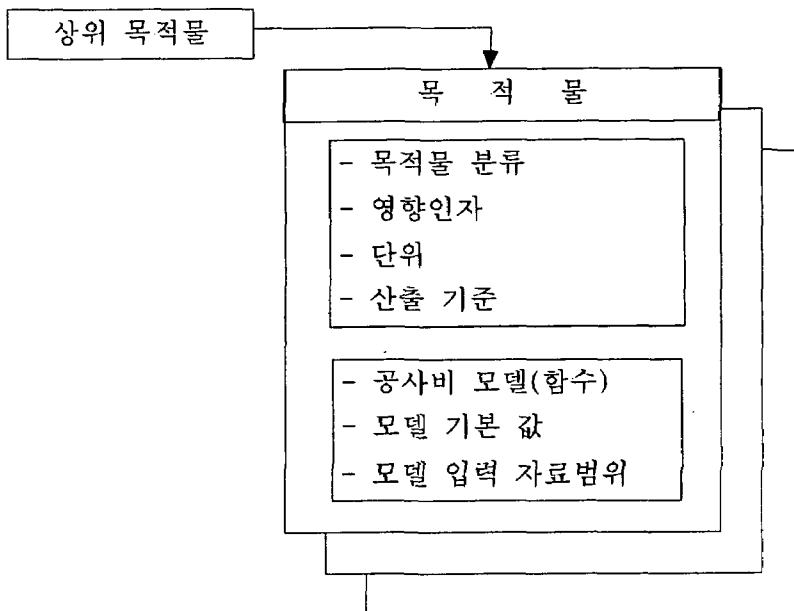 상위 목적물
목 적 물
- 목적물 분류
- 영향인자
- 단위
- 산출 기준
- 공사비 모델(함수)
- 모델 기본 값
- 모델 입력 자료범위